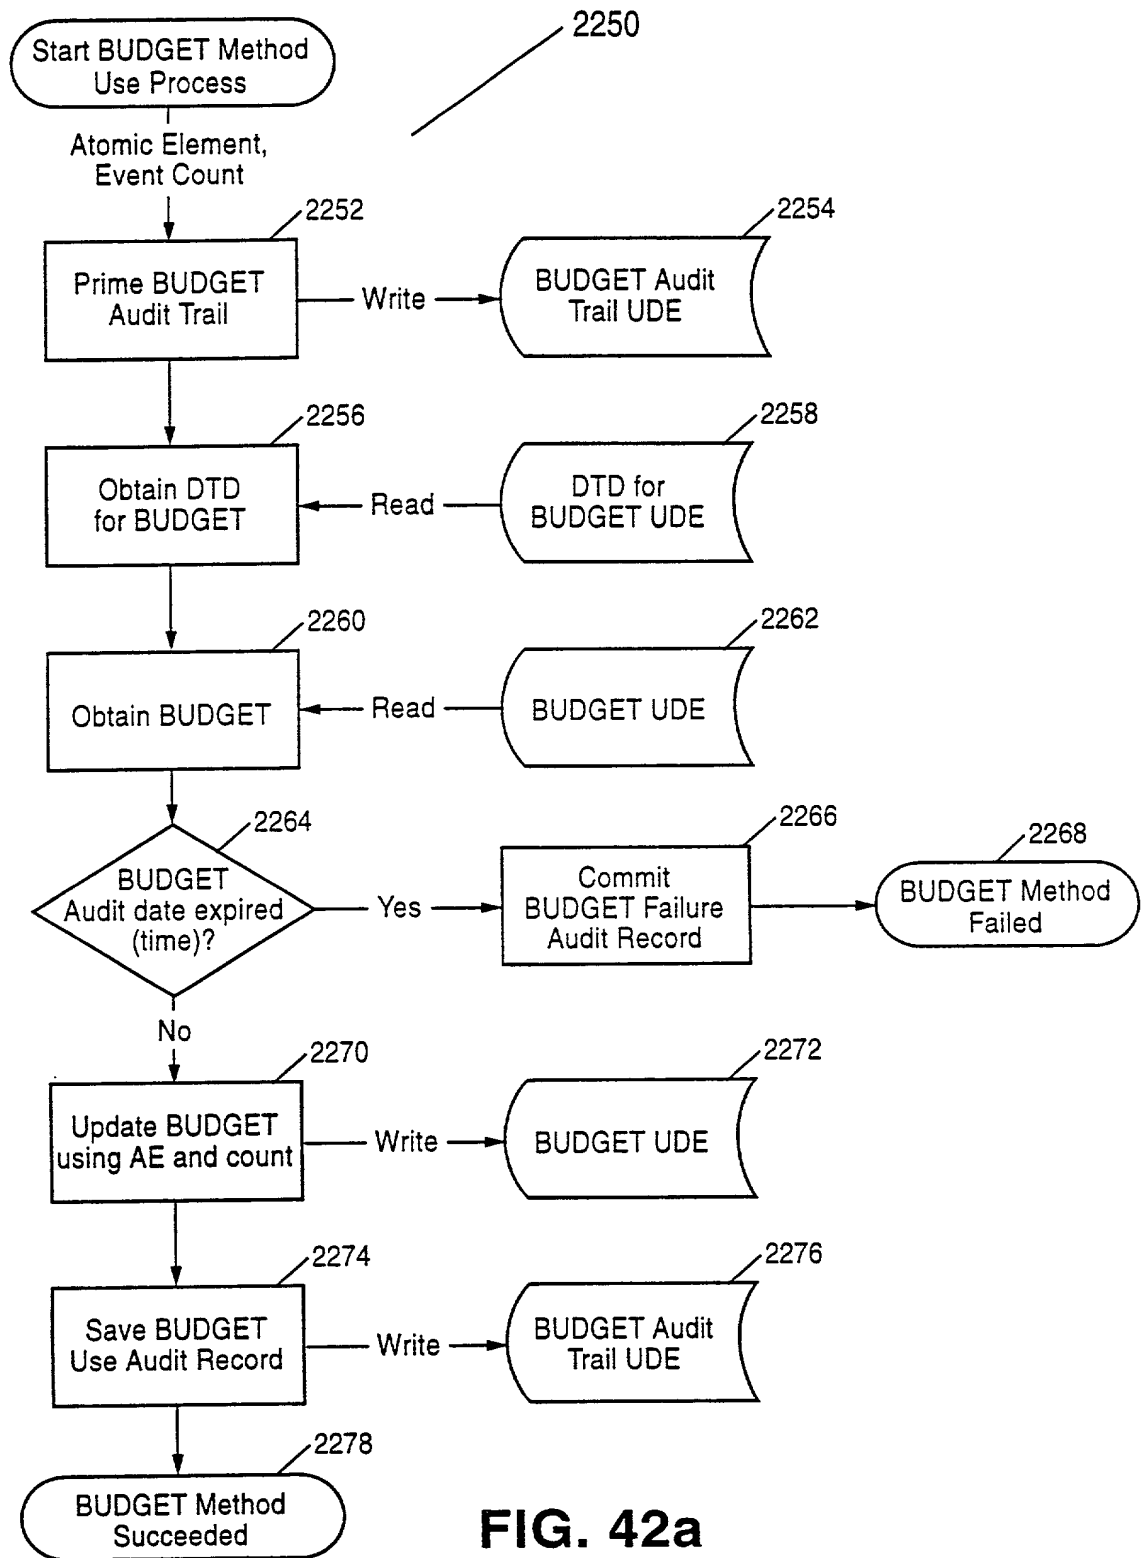 2250
Start BUDGET Method
Use Process
Atomic Element,
Event Count
2252
2254
Prime BUDGET
Audit Trail
Write
BUDGET Audit
Trail UDE
2256
2258
Obtain DTD
for BUDGET
Read
DTD for
BUDGET UDE
2260
2262
Obtain BUDGET
Read
BUDGET UDE
2264
2266
2268
BUDGET
Audit date expired
(time)?
Yes
Commit
BUDGET Failure
Audit Record
BUDGET Method
Failed
No
2270
2272
Update BUDGET
using AE and count
Write
BUDGET UDE
2274
2276
Save BUDGET
Use Audit Record
Write
BUDGET Audit
Trail UDE
2278
BUDGET Method
Succeeded
FIG. 42a